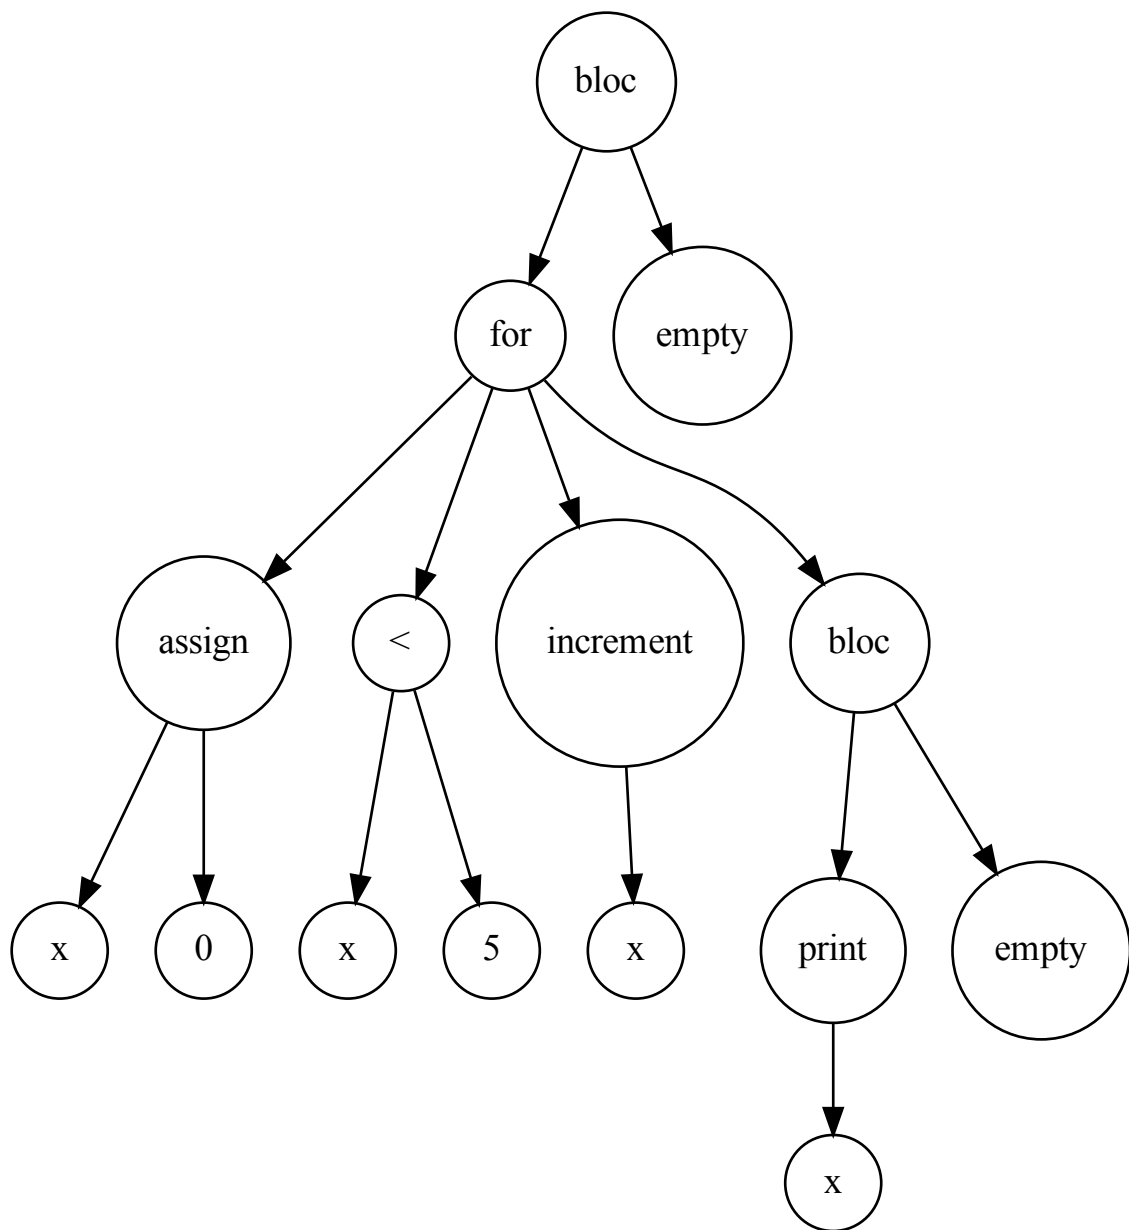 bloc
for
empty
assign
<
increment
bloc
x
0
x
5
x
print
empty
x